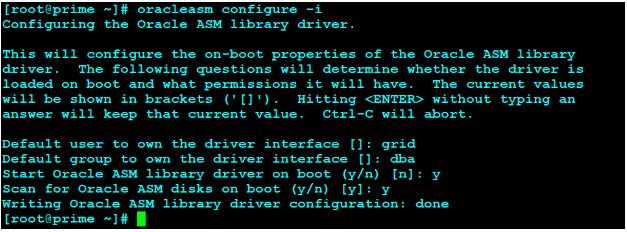 [root@prime ~]# oracleasm configure -i
Configuring the Oracle ASM library driver.
This will configure the on-boot properties of the Oracle ASM library
driver.  The following questions will determine whether the driver is
loaded on boot and what permissions it will have.  The current values
will be shown in brackets ('[]').  Hitting <ENTER> without typing an
answer will keep that current value.  Ctrl-C will abort.
Default user to own the driver interface []: grid
Default group to own the driver interface []: dba
Start Oracle ASM library driver on boot (y/n) [n]: y
Scan for Oracle ASM disks on boot (y/n) [y]: y
Writing Oracle ASM library driver configuration: done
[root@prime ~]#